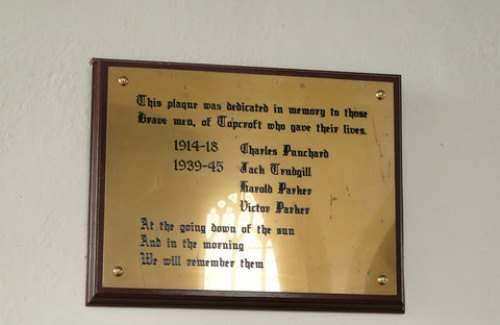 This plaque was dedicated in memory to those
Brave men, of Topcroft who gave their lives.
1914-18 Charles Punchard
1939-45 Jack Trudgill
Harold Parker
Victor Parker
At the going down of the sun
And in the morning
We will remember them